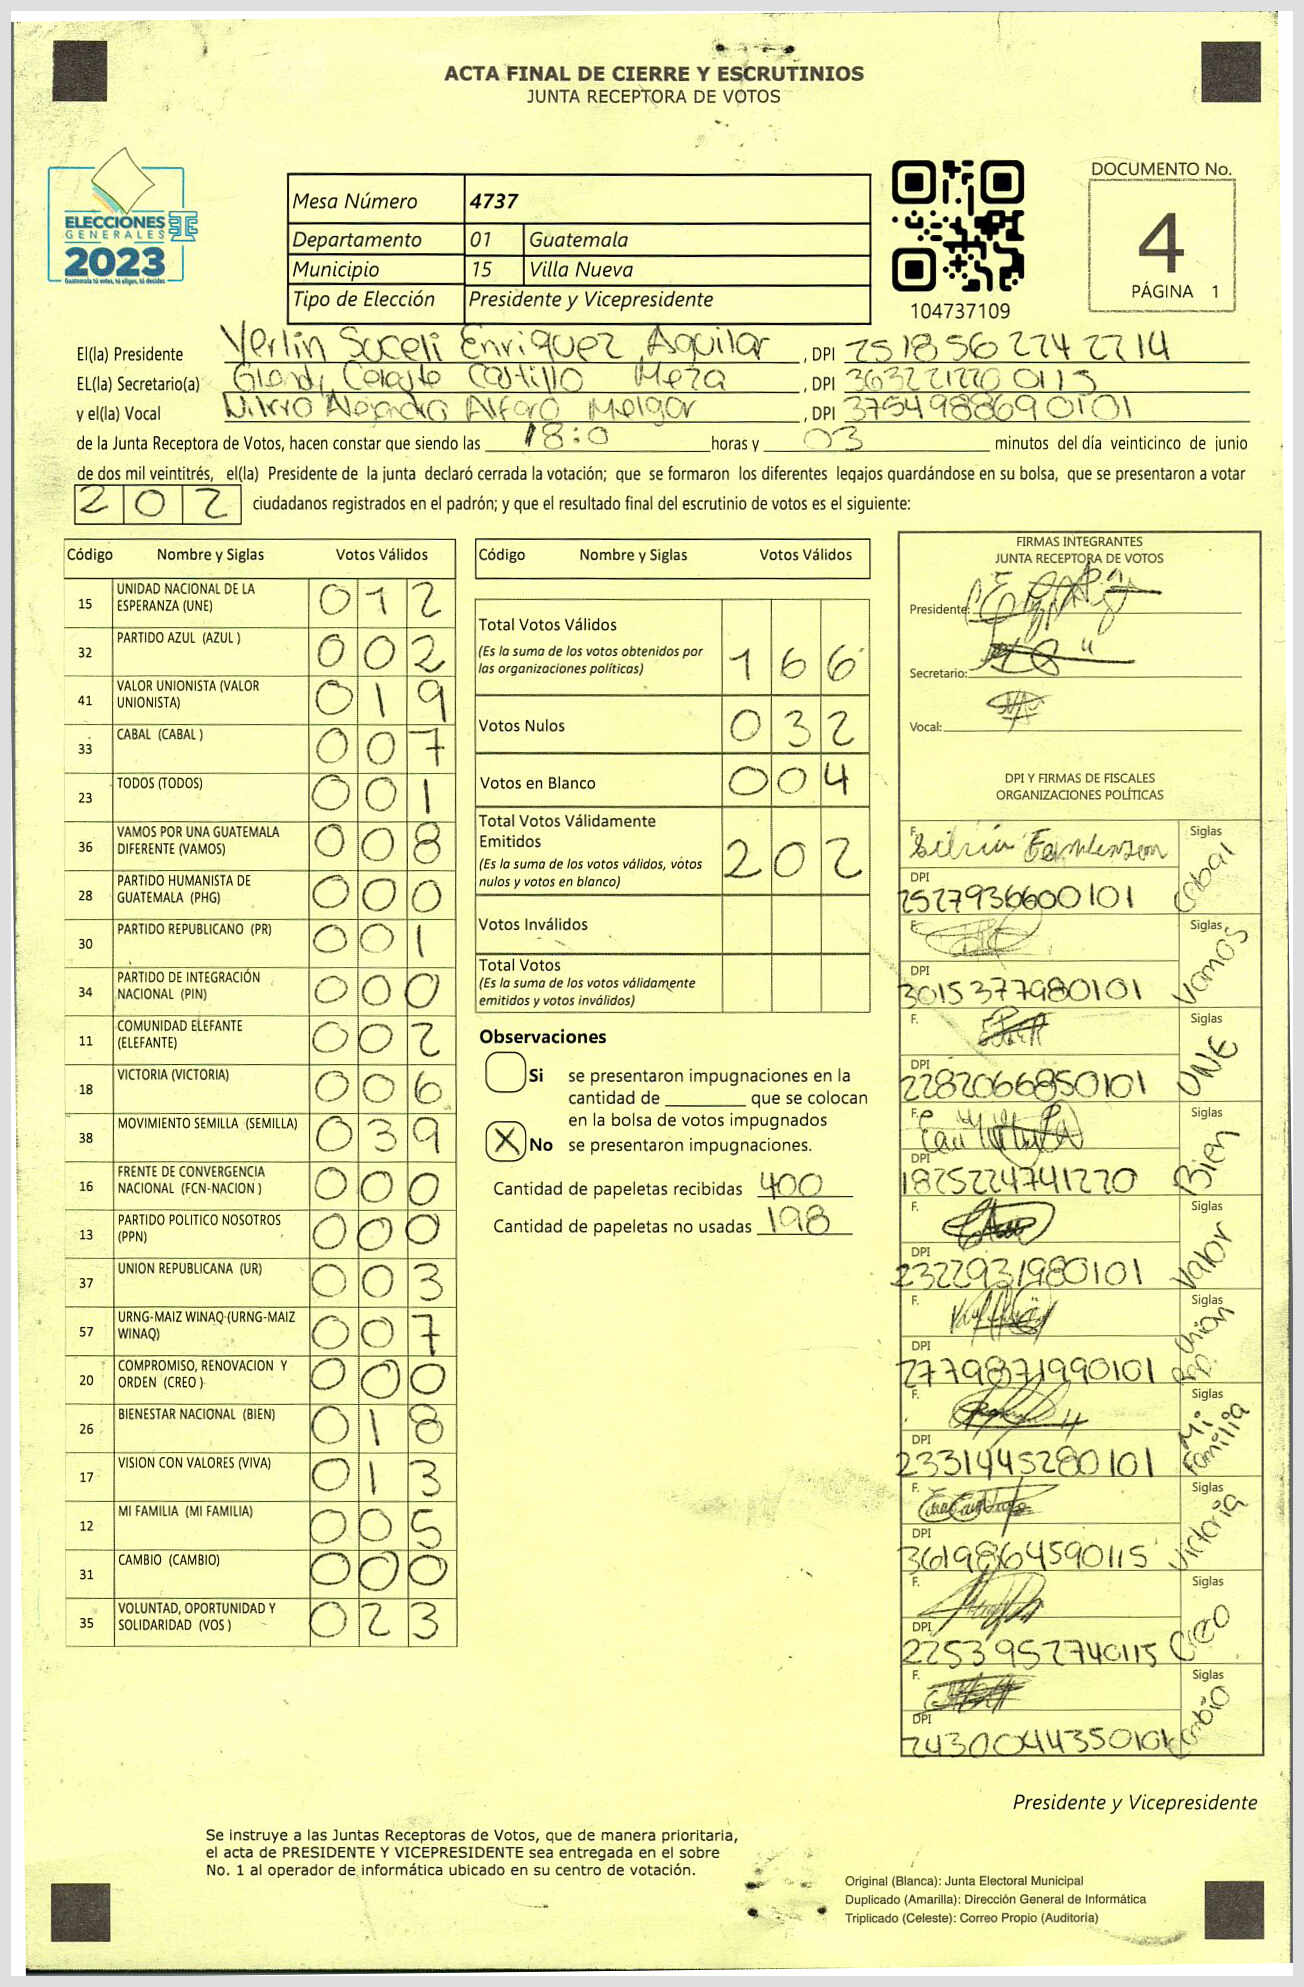 ACTA FINAL DE CIERRE Y ESCRUTINIOS
JUNTA RECEPTORA DE VOTOS
ELECCIONES
GENERALES
2023
Guatemala tú votes, tú eliges, tú decides
Mesa Número 4737
Departamento 01 Guatemala
Municipio 15 Villa Nueva
Tipo de Elección Presidente y Vicepresidente
104737109
DOCUMENTO No.
4
PÁGINA 1
El(la) Presidente Yerlin Suceli Enriquez Aguilar, DPI 2518562242214
EL(la) Secretario(a) Celeste Castillo Meza, DPI 3632212200115
y el(la) Vocal Alejandra Alfaro Melgar, DPI 3754988690101
de la Junta Receptora de Votos, hacen constar que siendo las 18:0 horas y 03 minutos del día veinticinco de junio
de dos mil veintitrés, el(la) Presidente de la junta declaró cerrada la votación; que se formaron los diferentes legajos quardándose en su bolsa, que se presentaron a votar
202 ciudadanos registrados en el padrón; y que el resultado final del escrutinio de votos es el siguiente:
Código Nombre y Siglas Votos Válidos
15 UNIDAD NACIONAL DE LA ESPERANZA (UNE) 012
32 PARTIDO AZUL (AZUL ) 002
41 VALOR UNIONISTA (VALOR UNIONISTA) 019
33 CABAL (CABAL ) 007
23 TODOS (TODOS) 001
36 VAMOS POR UNA GUATEMALA DIFERENTE (VAMOS) 008
28 PARTIDO HUMANISTA DE GUATEMALA (PHG) 000
30 PARTIDO REPUBLICANO (PR) 001
34 PARTIDO DE INTEGRACIÓN NACIONAL (PIN) 000
11 COMUNIDAD ELEFANTE (ELEFANTE) 002
18 VICTORIA (VICTORIA) 006
38 MOVIMIENTO SEMILLA (SEMILLA) 039
16 FRENTE DE CONVERGENCIA NACIONAL (FCN-NACION ) 000
13 PARTIDO POLITICO NOSOTROS (PPN) 000
37 UNION REPUBLICANA (UR) 003
57 URNG-MAIZ WINAQ (URNG-MAIZ WINAQ) 007
20 COMPROMISO, RENOVACION Y ORDEN (CREO ) 000
26 BIENESTAR NACIONAL (BIEN) 018
17 VISION CON VALORES (VIVA) 013
12 MI FAMILIA (MI FAMILIA) 005
31 CAMBIO (CAMBIO) 000
35 VOLUNTAD, OPORTUNIDAD Y SOLIDARIDAD (VOS ) 023
Código Nombre y Siglas Votos Válidos
Total Votos Válidos 166
(Es la suma de los votos obtenidos por
las organizaciones políticas)
Votos Nulos 032
Votos en Blanco 004
Total Votos Válidamente
Emitidos 202
(Es la suma de los votos válidos, votos
nulos y votos en blanco)
Votos Inválidos
Total Votos
(Es la suma de los votos válidamente
emitidos y votos inválidos)
Observaciones
Si se presentaron impugnaciones en la
cantidad de ________ que se colocan
en la bolsa de votos impugnados
X No se presentaron impugnaciones.
Cantidad de papeletas recibidas 400
Cantidad de papeletas no usadas 198
FIRMAS INTEGRANTES
JUNTA RECEPTORA DE VOTOS
Presidente:
Secretario:
Vocal:
DPI Y FIRMAS DE FISCALES
ORGANIZACIONES POLÍTICAS
F. Siglas Cabal
DPI 2527936600101
F. Siglas Vamos
DPI 3015377980101
F. Siglas UNE
DPI 2282066850101
F. Siglas Bien
DPI 1825224741220
F. Siglas Valor
DPI 2322931980101
F. Siglas Union Rep.
DPI 2779871990101
F. Siglas Mi Familia
DPI 2331445280101
F. Siglas Victoria
DPI 3619864590115
F. Siglas Creo
DPI 2253952740115
F. Siglas Cambio
DPI 2430044350101
Presidente y Vicepresidente
Se instruye a las Juntas Receptoras de Votos, que de manera prioritaria,
el acta de PRESIDENTE Y VICEPRESIDENTE sea entregada en el sobre
No. 1 al operador de informática ubicado en su centro de votación.
Original (Blanca): Junta Electoral Municipal
Duplicado (Amarilla): Dirección General de Informática
Triplicado (Celeste): Correo Propio (Auditoría)